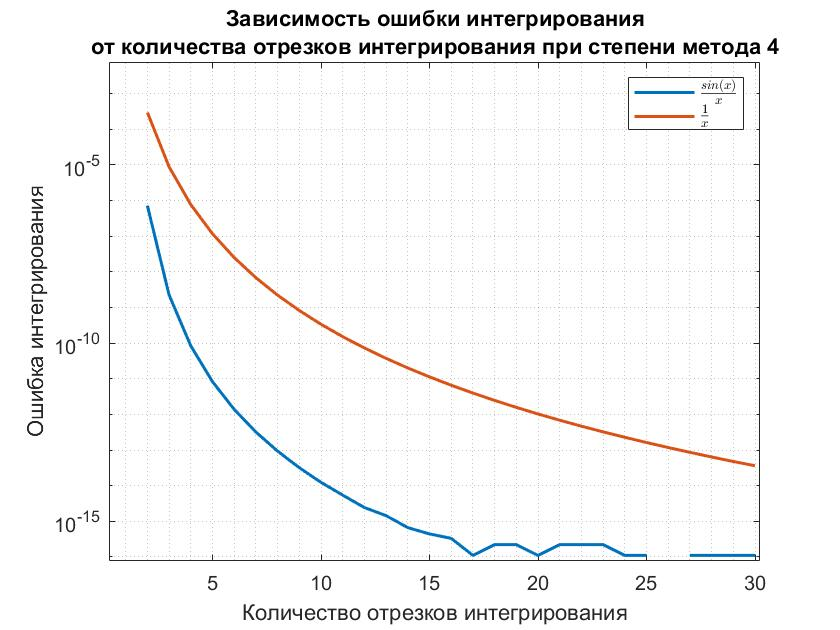 Зависимость ошибки интегрирования
от количества отрезков интегрирования при степени метода 4
sin(x)
x
1
x
Ошибка интегрирования
10^-5
10^-10
10^-15
5 10 15 20 25 30
Количество отрезков интегрирования